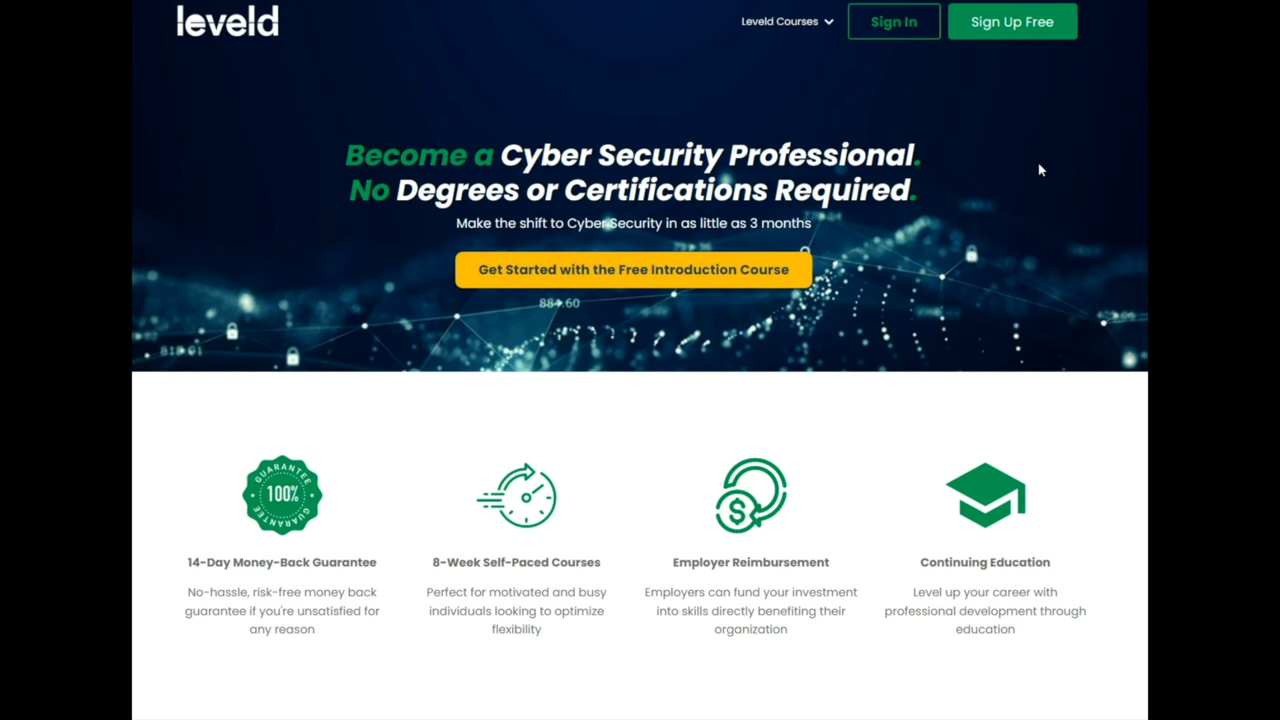 leveld
Leveld Courses
Sign In
Sign Up Free
Become a Cyber Security Professional.
No Degrees or Certifications Required.
Make the shift to Cyber Security in as little as 3 months
Get Started with the Free Introduction Course
884.60
GUARANTEE
100%
GUARANTEE
14-Day Money-Back Guarantee
No-hassle, risk-free money back
guarantee if you're unsatisfied for
any reason
8-Week Self-Paced Courses
Perfect for motivated and busy
individuals looking to optimize
flexibility
$
Employer Reimbursement
Employers can fund your investment
into skills directly benefiting their
organization
Continuing Education
Level up your career with
professional development through
education